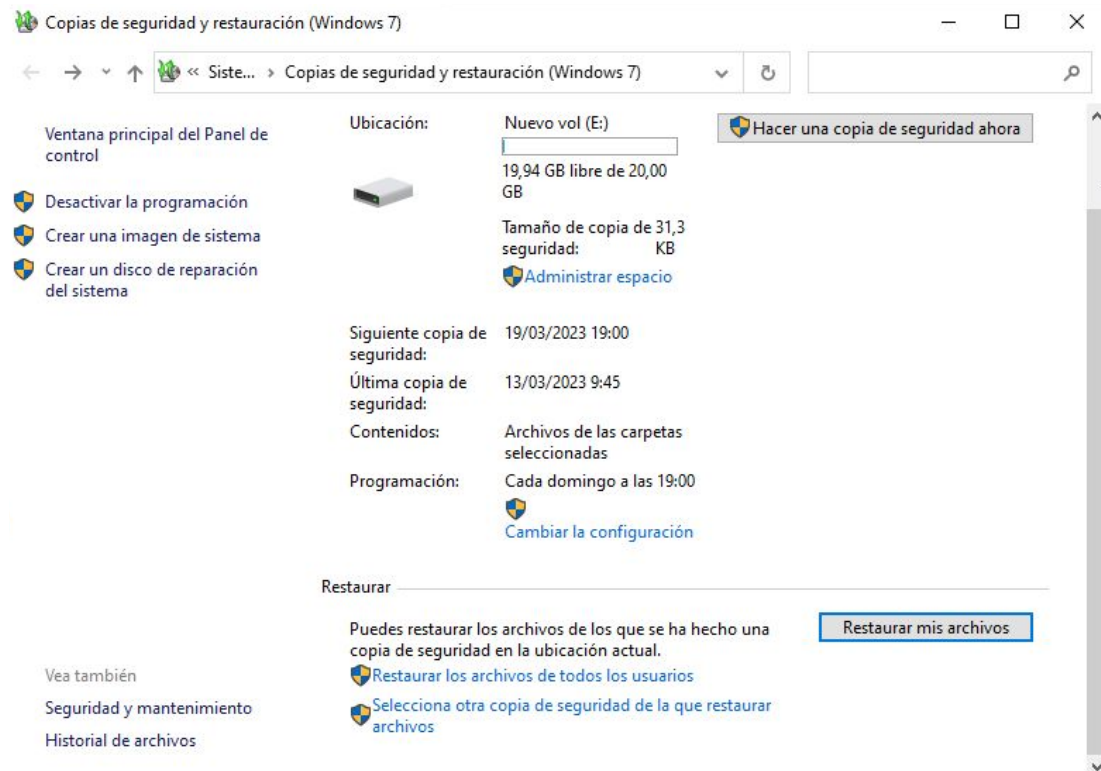 Copias de seguridad y restauración (Windows 7)
« Siste... › Copias de seguridad y restauración (Windows 7)
Ventana principal del Panel de
control
Desactivar la programación
Crear una imagen de sistema
Crear un disco de reparación
del sistema
Ubicación:
Nuevo vol (E:)
19,94 GB libre de 20,00
GB
Tamaño de copia de 31,3
seguridad: KB
Administrar espacio
Hacer una copia de seguridad ahora
Siguiente copia de 19/03/2023 19:00
seguridad:
Última copia de 13/03/2023 9:45
seguridad:
Contenidos: Archivos de las carpetas
seleccionadas
Programación: Cada domingo a las 19:00
Cambiar la configuración
Restaurar
Puedes restaurar los archivos de los que se ha hecho una
copia de seguridad en la ubicación actual.
Restaurar mis archivos
Restaurar los archivos de todos los usuarios
Selecciona otra copia de seguridad de la que restaurar
archivos
Vea también
Seguridad y mantenimiento
Historial de archivos